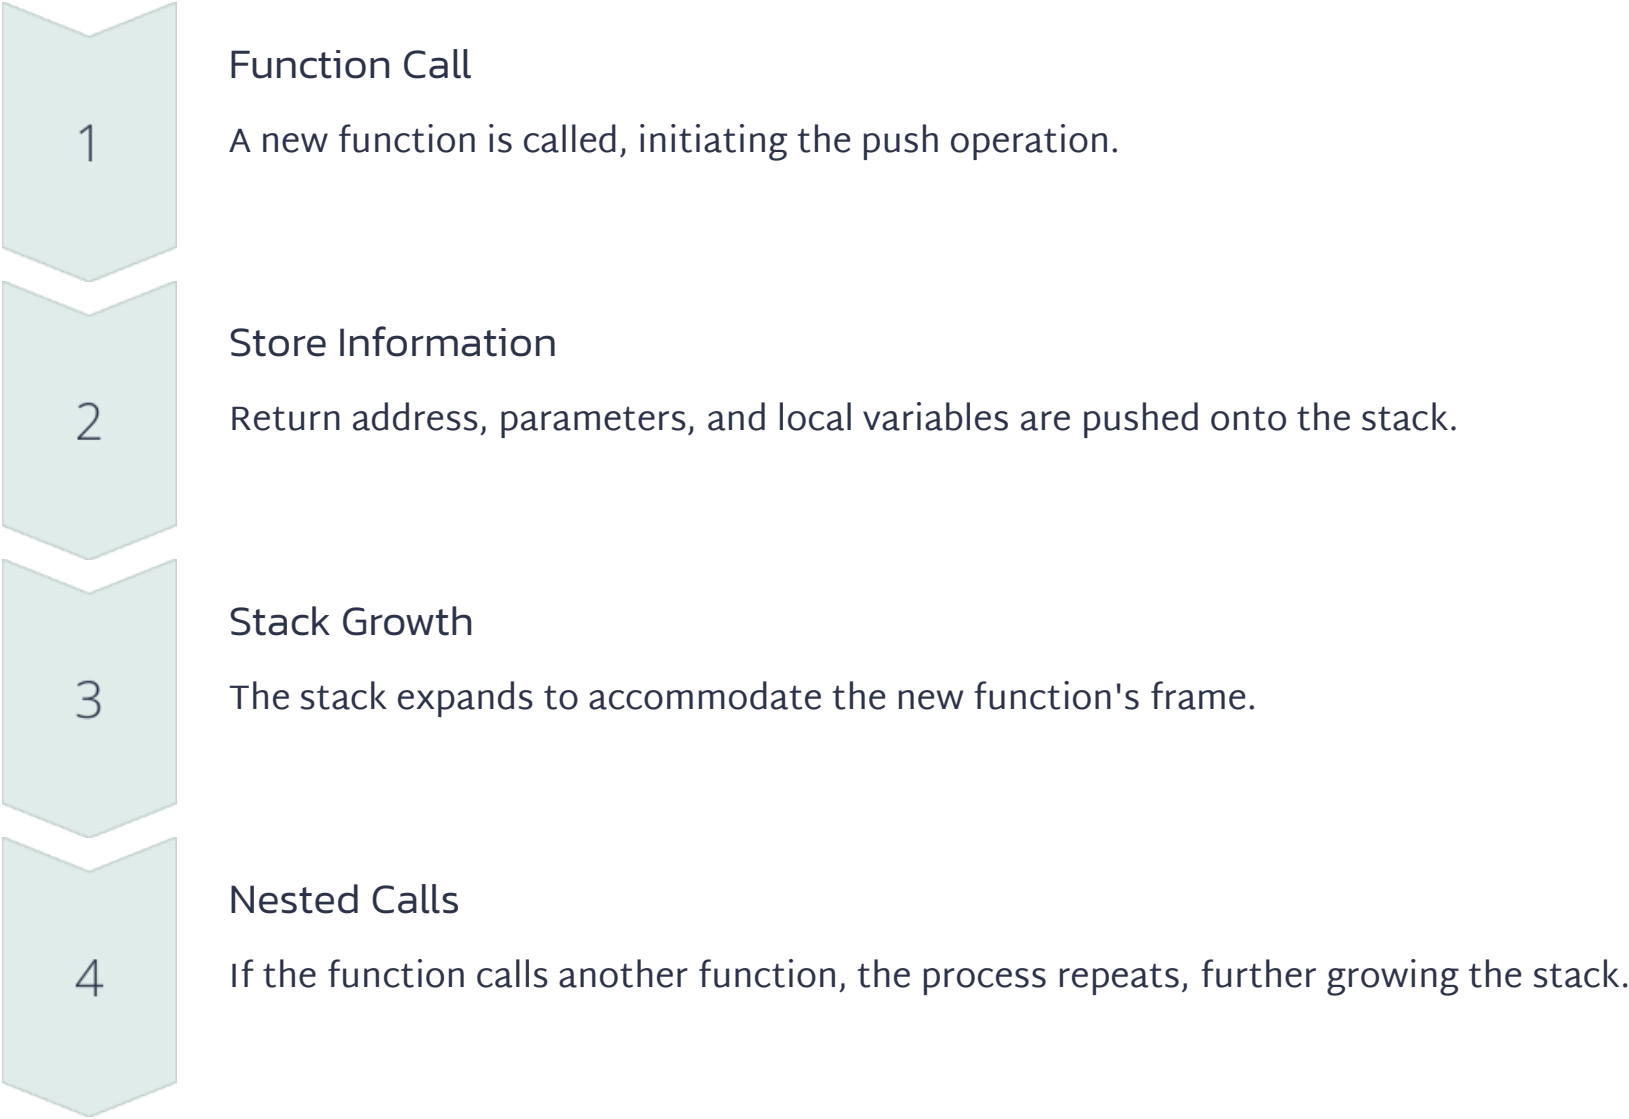 1
Function Call
A new function is called, initiating the push operation.
2
Store Information
Return address, parameters, and local variables are pushed onto the stack.
3
Stack Growth
The stack expands to accommodate the new function's frame.
4
Nested Calls
If the function calls another function, the process repeats, further growing the stack.